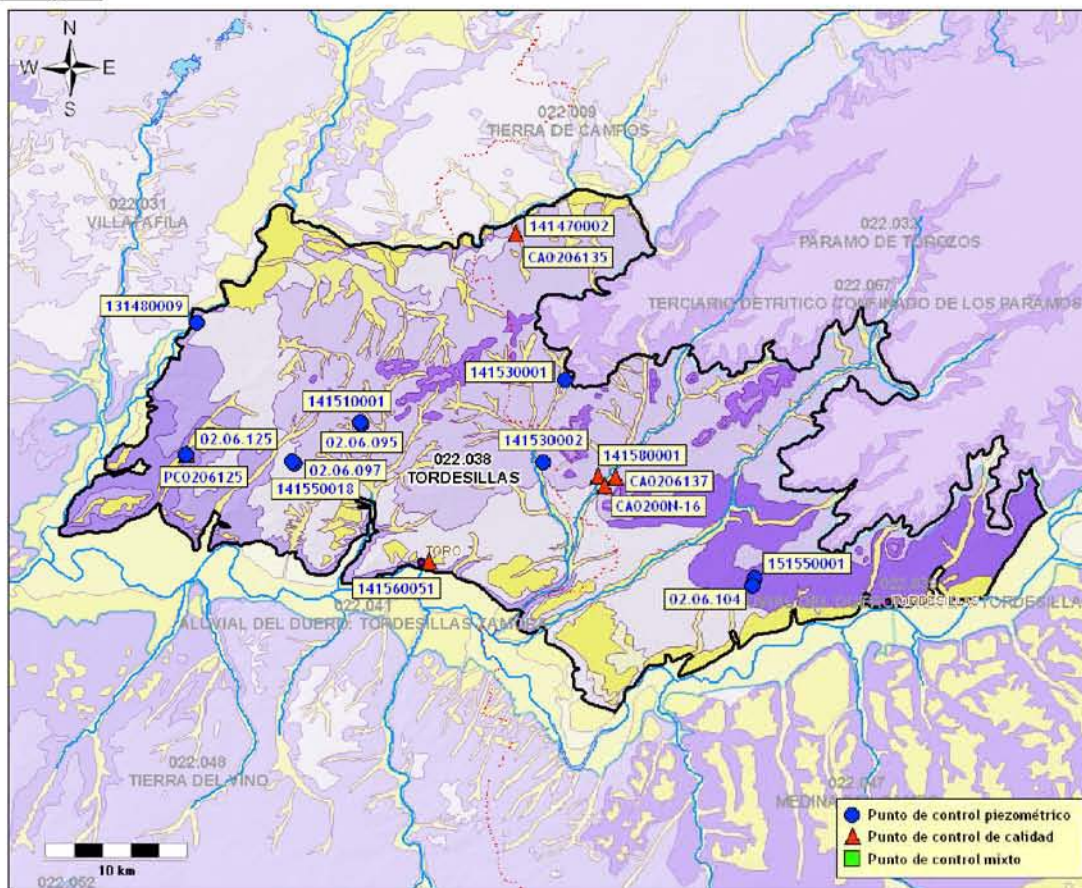 N
W E
S
022.009
TIERRA DE CAMPOS
022.031
VILLAFAFILA
141470002
CA0206135
022.032
PARAMO DE TOROZOS
022.067
TERCIARIO DETRITICO CONFINADO DE LOS PARAMOS
131480009
141530001
141510001
02.06.125
02.06.095
141530002
141580001
PC0206125
02.06.097
022.038
TORDESILLAS
CA0206137
141550018
CA0200N-16
TORO
151550001
141560051
02.06.104
TORDESILLAS
022.041
ALUVIAL DEL DUERO: TORDESILLAS ZAMORA
022.048
TIERRA DEL VINO
022.047
MEDINA
Punto de control piezométrico
Punto de control de calidad
Punto de control mixto
10 km
022.052